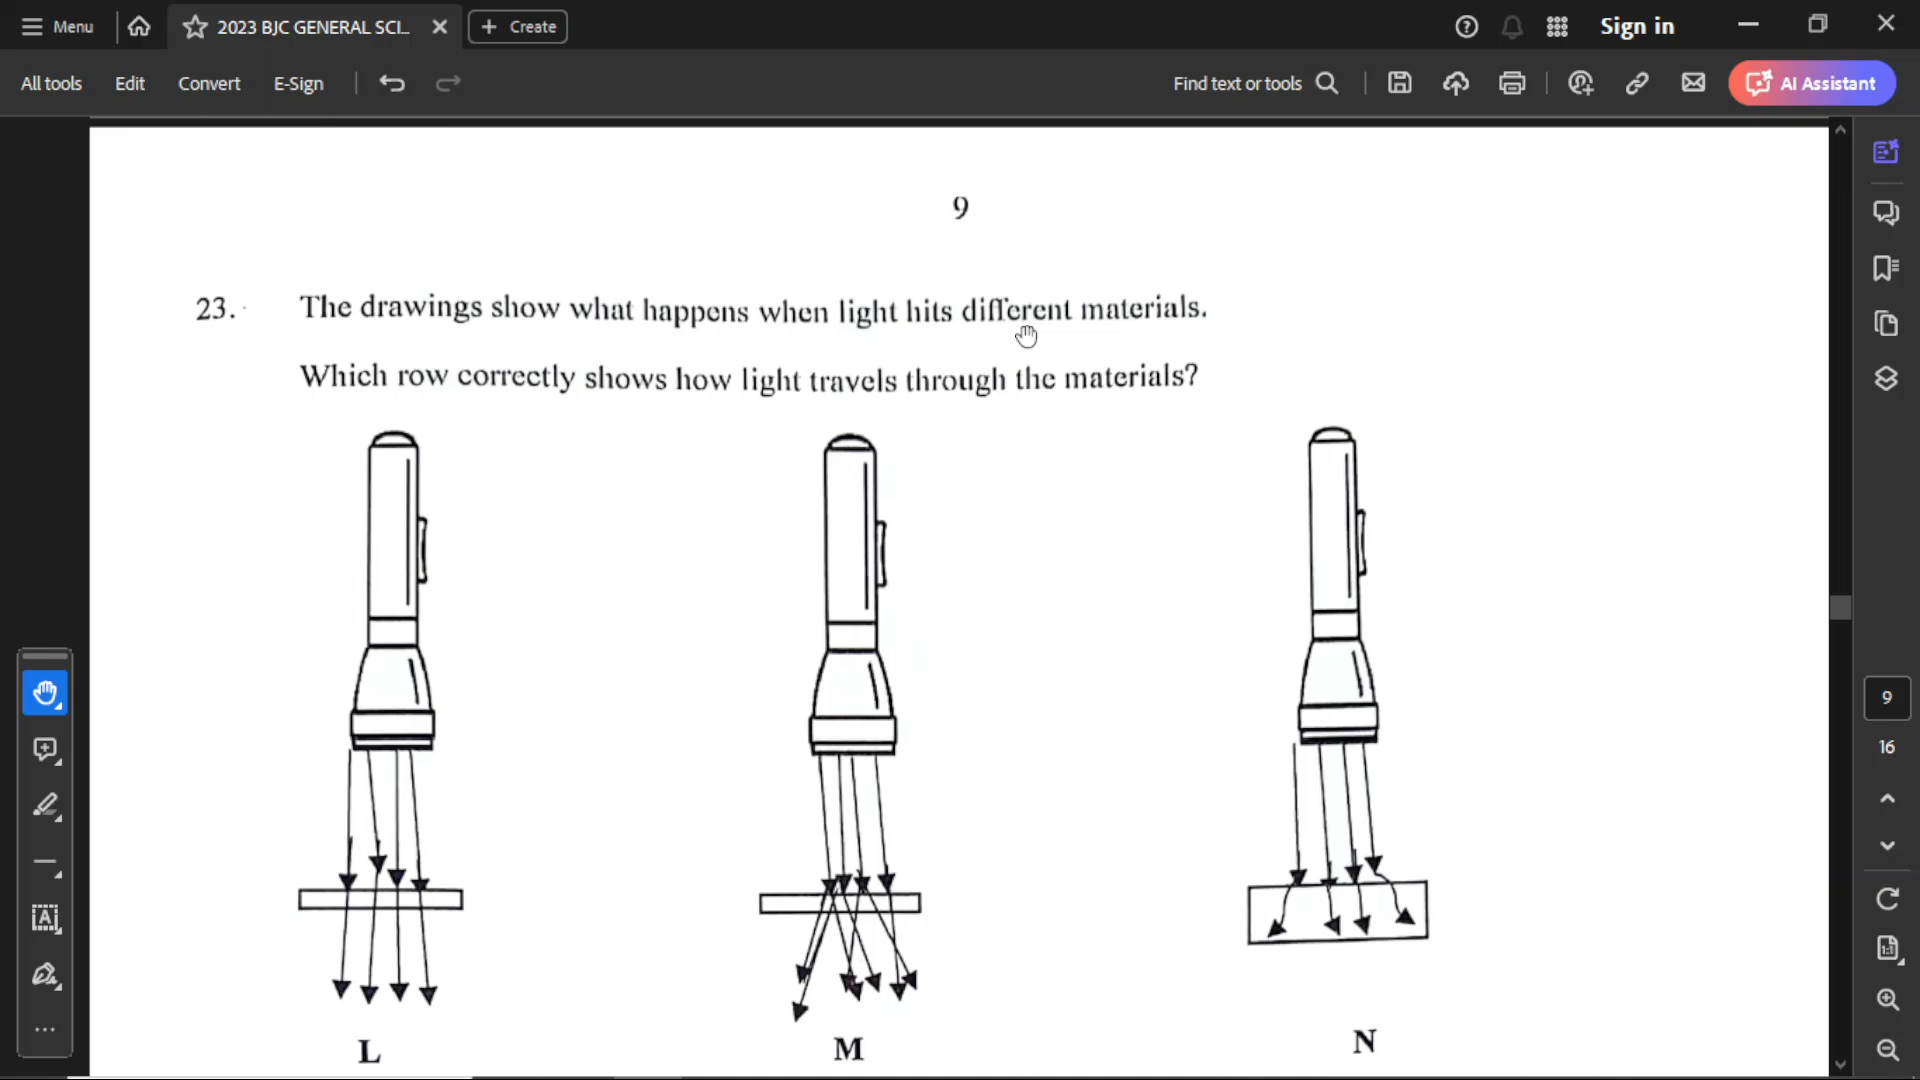 Menu
2023 BJC GENERAL SCI...
Create
Sign in
All tools
Edit
Convert
E-Sign
Find text or tools
AI Assistant
9
23. The drawings show what happens when light hits different materials.
Which row correctly shows how light travels through the materials?
L
M
N
9
16